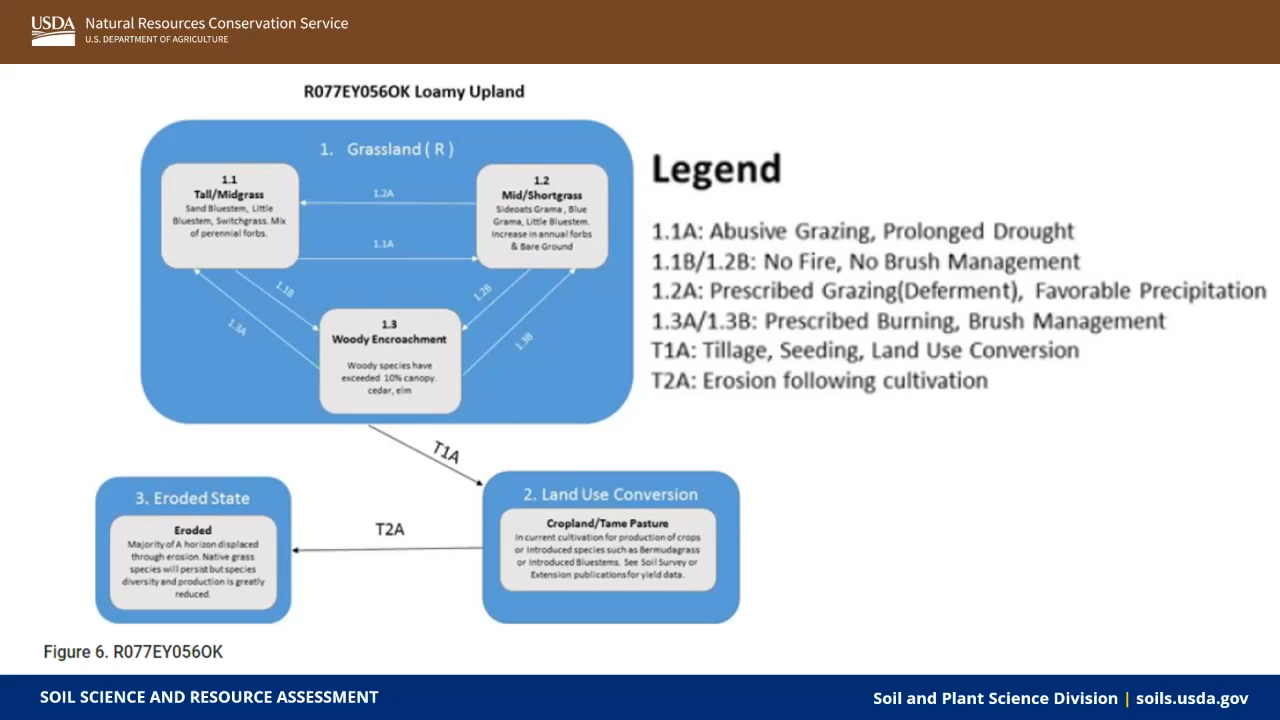 USDA Natural Resources Conservation Service
U.S. DEPARTMENT OF AGRICULTURE
R077EY056OK Loamy Upland
1. Grassland ( R )
1.1
Tall/Midgrass
Sand Bluestem, Little
Bluestem, Switchgrass. Mix
of perennial forbs.
1.2A
1.1A
1.2
Mid/Shortgrass
Sideoats Grama , Blue
Grama, Little Bluestem.
Increase in annual forbs
& Bare Ground
1.1B
1.2B
1.3A
1.3B
1.3
Woody Encroachment
Woody species have
exceeded 10% canopy.
cedar, elm
Legend
1.1A: Abusive Grazing, Prolonged Drought
1.1B/1.2B: No Fire, No Brush Management
1.2A: Prescribed Grazing(Deferment), Favorable Precipitation
1.3A/1.3B: Prescribed Burning, Brush Management
T1A: Tillage, Seeding, Land Use Conversion
T2A: Erosion following cultivation
T1A
3. Eroded State
Eroded
Majority of A horizon displaced
through erosion. Native grass
species will persist but species
diversity and production is greatly
reduced.
T2A
2. Land Use Conversion
Cropland/Tame Pasture
In current cultivation for production of crops
or Introduced species such as Bermudagrass
or Introduced Bluestems. See Soil Survey or
Extension publications for yield data.
Figure 6. R077EY056OK
SOIL SCIENCE AND RESOURCE ASSESSMENT
Soil and Plant Science Division | soils.usda.gov